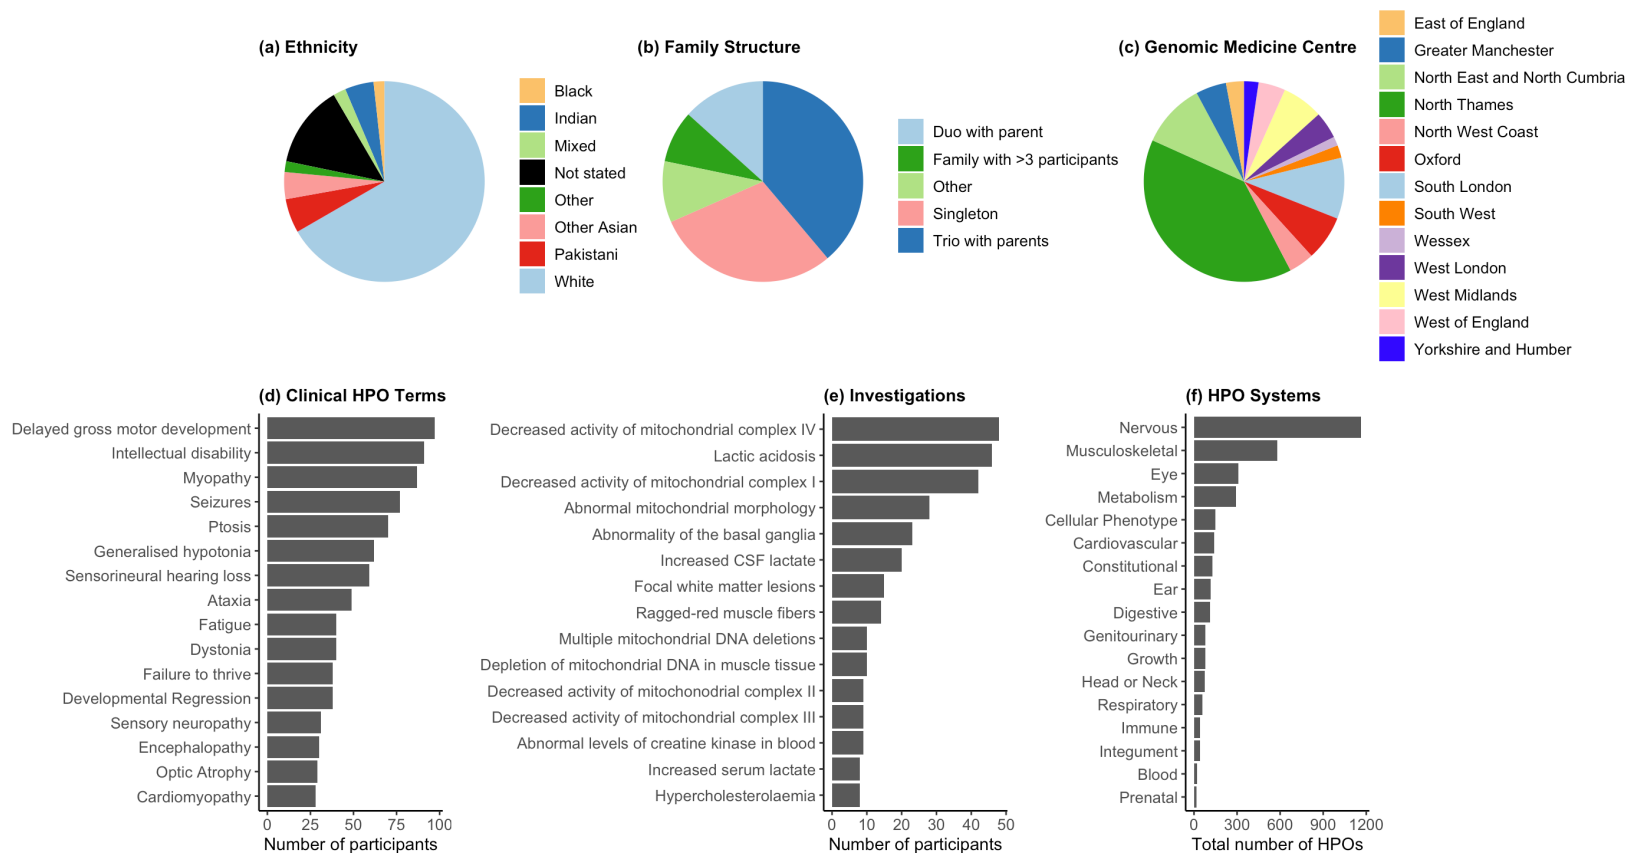 (a) Ethnicity
Black
Indian
Mixed
Not stated
Other
Other Asian
Pakistani
White
(b) Family Structure
Duo with parent
Family with >3 participants
Other
Singleton
Trio with parents
(c) Genomic Medicine Centre
East of England
Greater Manchester
North East and North Cumbria
North Thames
North West Coast
Oxford
South London
South West
Wessex
West London
West Midlands
West of England
Yorkshire and Humber
(d) Clinical HPO Terms
Delayed gross motor development
Intellectual disability
Myopathy
Seizures
Ptosis
Generalised hypotonia
Sensorineural hearing loss
Ataxia
Fatigue
Dystonia
Failure to thrive
Developmental Regression
Sensory neuropathy
Encephalopathy
Optic Atrophy
Cardiomyopathy
0 25 50 75 100
Number of participants
(e) Investigations
Decreased activity of mitochondrial complex IV
Lactic acidosis
Decreased activity of mitochondrial complex I
Abnormal mitochondrial morphology
Abnormality of the basal ganglia
Increased CSF lactate
Focal white matter lesions
Ragged-red muscle fibers
Multiple mitochondrial DNA deletions
Depletion of mitochondrial DNA in muscle tissue
Decreased activity of mitochonodrial complex II
Decreased activity of mitochondrial complex III
Abnormal levels of creatine kinase in blood
Increased serum lactate
Hypercholesterolaemia
0 10 20 30 40 50
Number of participants
(f) HPO Systems
Nervous
Musculoskeletal
Eye
Metabolism
Cellular Phenotype
Cardiovascular
Constitutional
Ear
Digestive
Genitourinary
Growth
Head or Neck
Respiratory
Immune
Integument
Blood
Prenatal
0 300 600 900 1200
Total number of HPOs